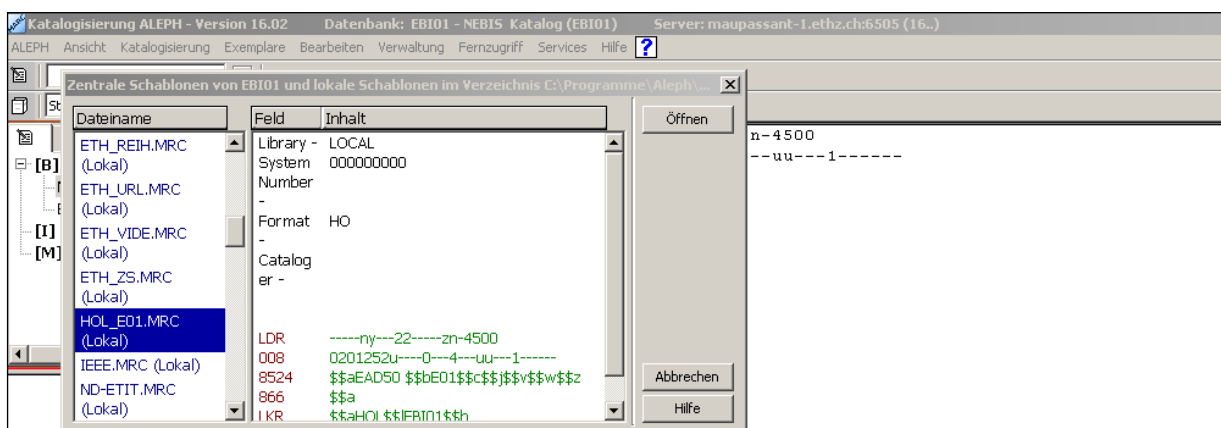 Katalogisierung ALEPH - Version 16.02 Datenbank: EBI01 - NEBIS Katalog (EBI01) Server: maupassant-1.ethz.ch:6505 (16..)
ALEPH Ansicht Katalogisierung Exemplare Bearbeiten Verwaltung Fernzugriff Services Hilfe ?
Zentrale Schablonen von EBI01 und lokale Schablonen im Verzeichnis C:\Programme\Aleph\...
Dateiname
ETH_REIH.MRC
(Lokal)
ETH_URL.MRC
(Lokal)
ETH_VIDE.MRC
(Lokal)
ETH_ZS.MRC
(Lokal)
HOL_E01.MRC
(Lokal)
IEEE.MRC (Lokal)
ND-ETIT.MRC
(Lokal)
Feld Inhalt
Library - LOCAL
System 000000000
Number
-
Format HO
-
Catalog
er -
LDR -----ny---22-----zn-4500
008 0201252u----0---4---uu---1------
8524 $$aEAD50 $$bE01$$c$$j$$v$$w$$z
866 $$a
LKR $$aHOL$$lEBI01$$h
Öffnen
Abbrechen
Hilfe
[B]
[I]
[M]
n-4500
--uu---1------